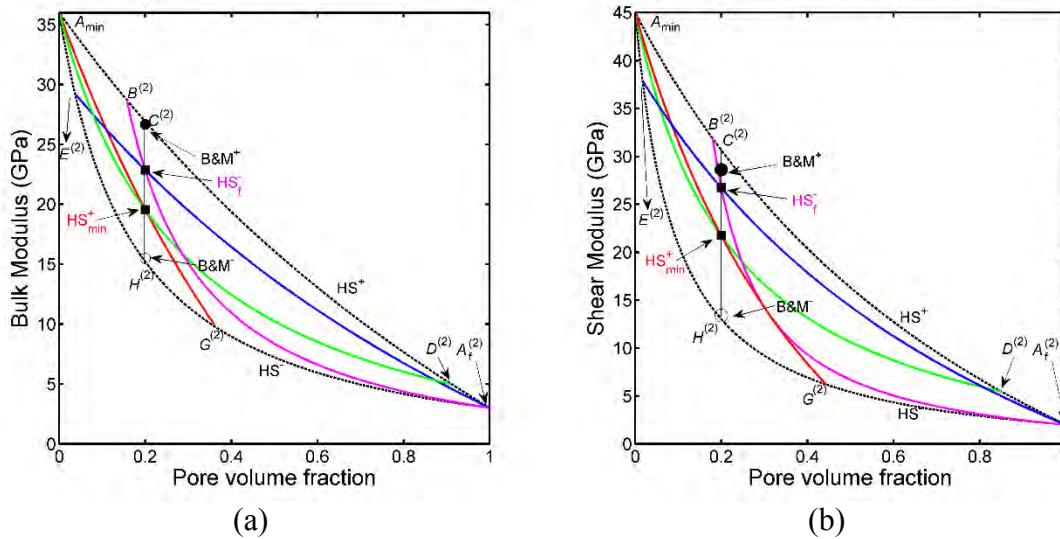 35
30
25
20
15
10
5
0
Bulk Modulus (GPa)
A_min
B^(2)
C^(2)
B&M^+
E^(2)
HS_f^-
HS_min^+
B&M^-
H^(2)
HS^+
G^(2)
HS^-
D^(2)
A_f^(2)
0 0.2 0.4 0.6 0.8 1
Pore volume fraction
(a)
45
40
35
30
25
20
15
10
5
0
Shear Modulus (GPa)
A_min
B^(2)
C^(2)
B&M^+
HS_f^-
E^(2)
HS_min^+
B&M^-
H^(2)
HS^+
G^(2)
HS^-
D^(2)
A_f^(2)
0 0.2 0.4 0.6 0.8
Pore volume fraction
(b)